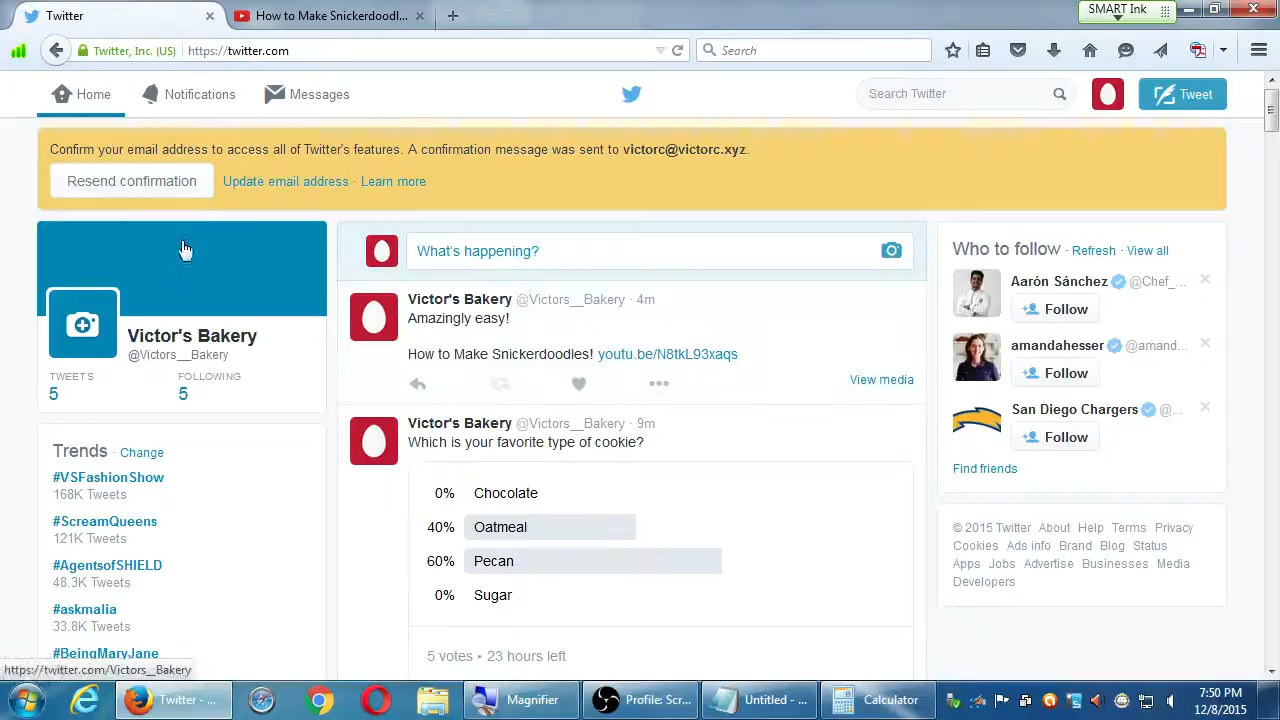 Twitter
How to Make Snickerdoodl...
SMART Ink
Twitter, Inc. (US)
https://twitter.com
Search
Home
Notifications
Messages
Search Twitter
Tweet
Confirm your email address to access all of Twitter's features. A confirmation message was sent to victorc@victorc.xyz.
Resend confirmation
Update email address · Learn more
Victor's Bakery
@Victors__Bakery
TWEETS
FOLLOWING
5
5
Trends · Change
#VSFashionShow
168K Tweets
#ScreamQueens
121K Tweets
#AgentsofSHIELD
48.3K Tweets
#askmalia
33.8K Tweets
#BeingMaryJane
What's happening?
Victor's Bakery @Victors__Bakery · 4m
Amazingly easy!
How to Make Snickerdoodles! youtu.be/N8tkL93xaqs
View media
Victor's Bakery @Victors__Bakery · 9m
Which is your favorite type of cookie?
0% Chocolate
40% Oatmeal
60% Pecan
0% Sugar
5 votes • 23 hours left
Who to follow · Refresh · View all
Aarón Sánchez @Chef_...
Follow
amandahesser @amand...
Follow
San Diego Chargers @...
Follow
Find friends
© 2015 Twitter About Help Terms Privacy
Cookies Ads info Brand Blog Status
Apps Jobs Advertise Businesses Media
Developers
https://twitter.com/Victors__Bakery
Twitter - ...
Magnifier
Profile: Scr...
Untitled - ...
Calculator
7:50 PM
12/8/2015